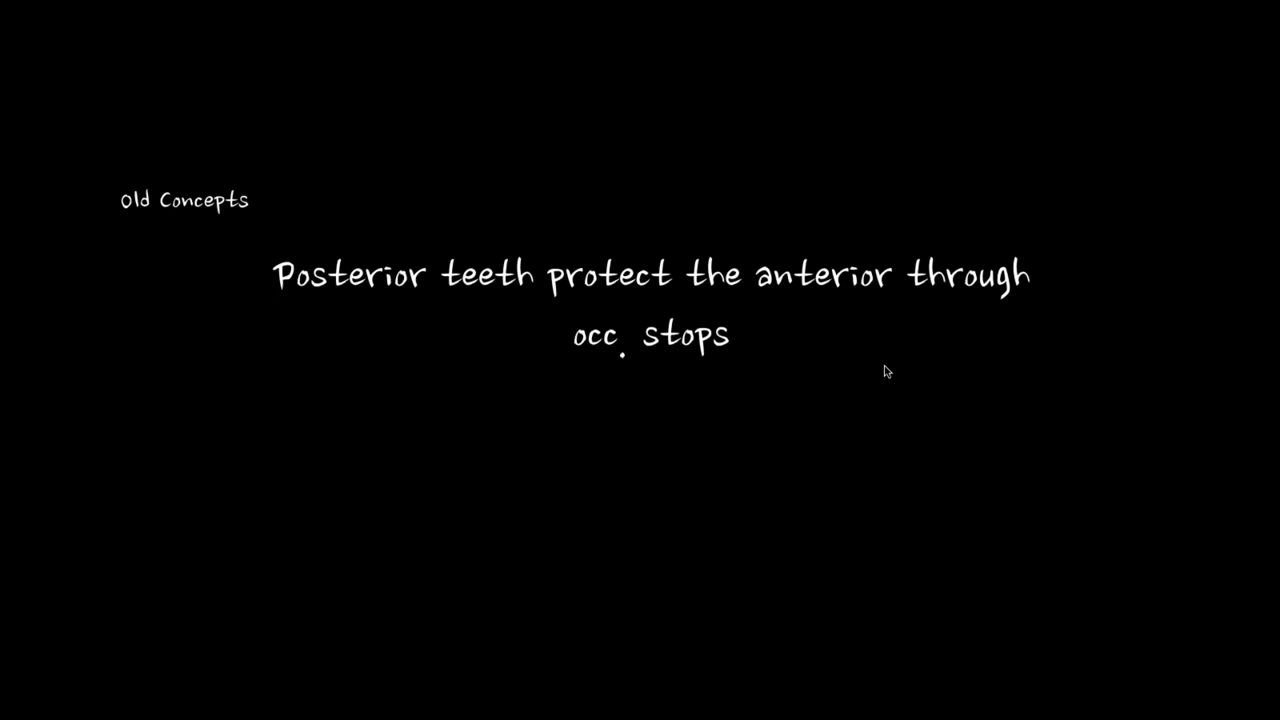 Old Concepts
Posterior teeth protect the anterior through
occ. stops